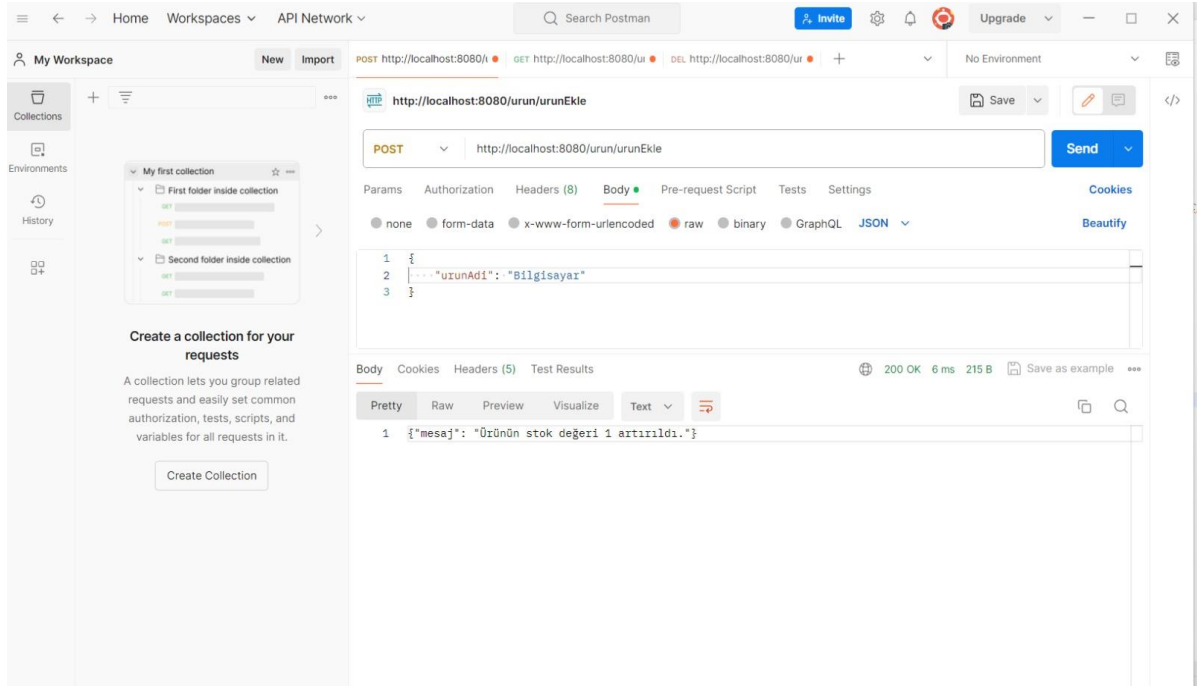 Home Workspaces API Network Search Postman Invite Upgrade
My Workspace New Import POST http://localhost:8080/u GET http://localhost:8080/ur DEL http://localhost:8080/ur No Environment
Collections
Environments
History
My first collection
First folder inside collection
GET
POST
GET
Second folder inside collection
GET
GET
Create a collection for your
requests
A collection lets you group related
requests and easily set common
authorization, tests, scripts, and
variables for all requests in it.
Create Collection
HTTP http://localhost:8080/urun/urunEkle Save </>
POST http://localhost:8080/urun/urunEkle Send
Params Authorization Headers (8) Body Pre-request Script Tests Settings Cookies
none form-data x-www-form-urlencoded raw binary GraphQL JSON Beautify
1 {
2 "urunAdi": "Bilgisayar"
3 }
Body Cookies Headers (5) Test Results 200 OK 6 ms 215 B Save as example
Pretty Raw Preview Visualize Text
1 {"mesaj": "Ürünün stok değeri 1 artırıldı."}